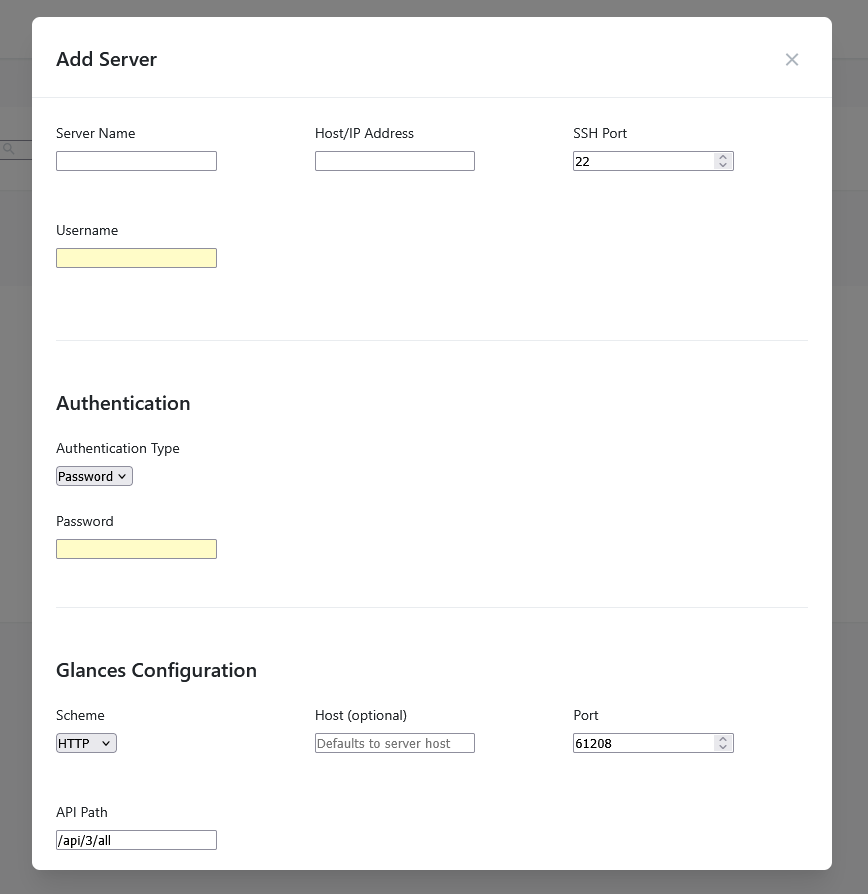 Add Server
Server Name
Host/IP Address
SSH Port
22
Username
Authentication
Authentication Type
Password
Password
Glances Configuration
Scheme
Host (optional)
Port
HTTP
Defaults to server host
61208
API Path
/api/3/all